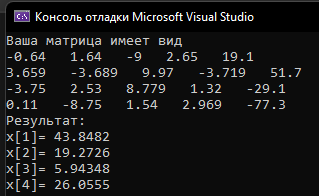 Консоль отладки Microsoft Visual Studio
Ваша матрица имеет вид
-0.64 1.64 -9 2.65 19.1
3.659 -3.689 9.97 -3.719 51.7
-3.75 2.53 8.779 1.32 -29.1
0.11 -8.75 1.54 2.969 -77.3
Результат:
x[1]= 43.8482
x[2]= 19.2726
x[3]= 5.94348
x[4]= 26.0555